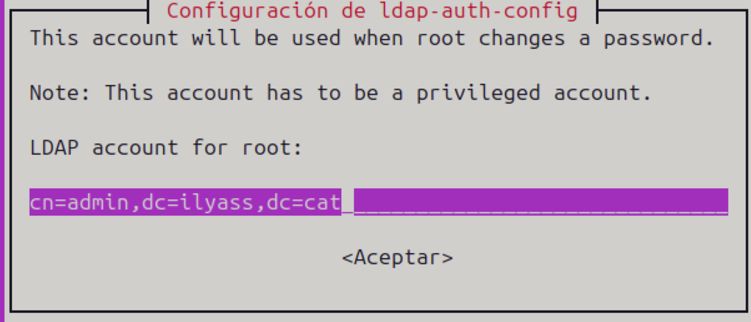 Configuración de ldap-auth-config
This account will be used when root changes a password.
Note: This account has to be a privileged account.
LDAP account for root:
cn=admin,dc=ilyass,dc=cat
<Aceptar>